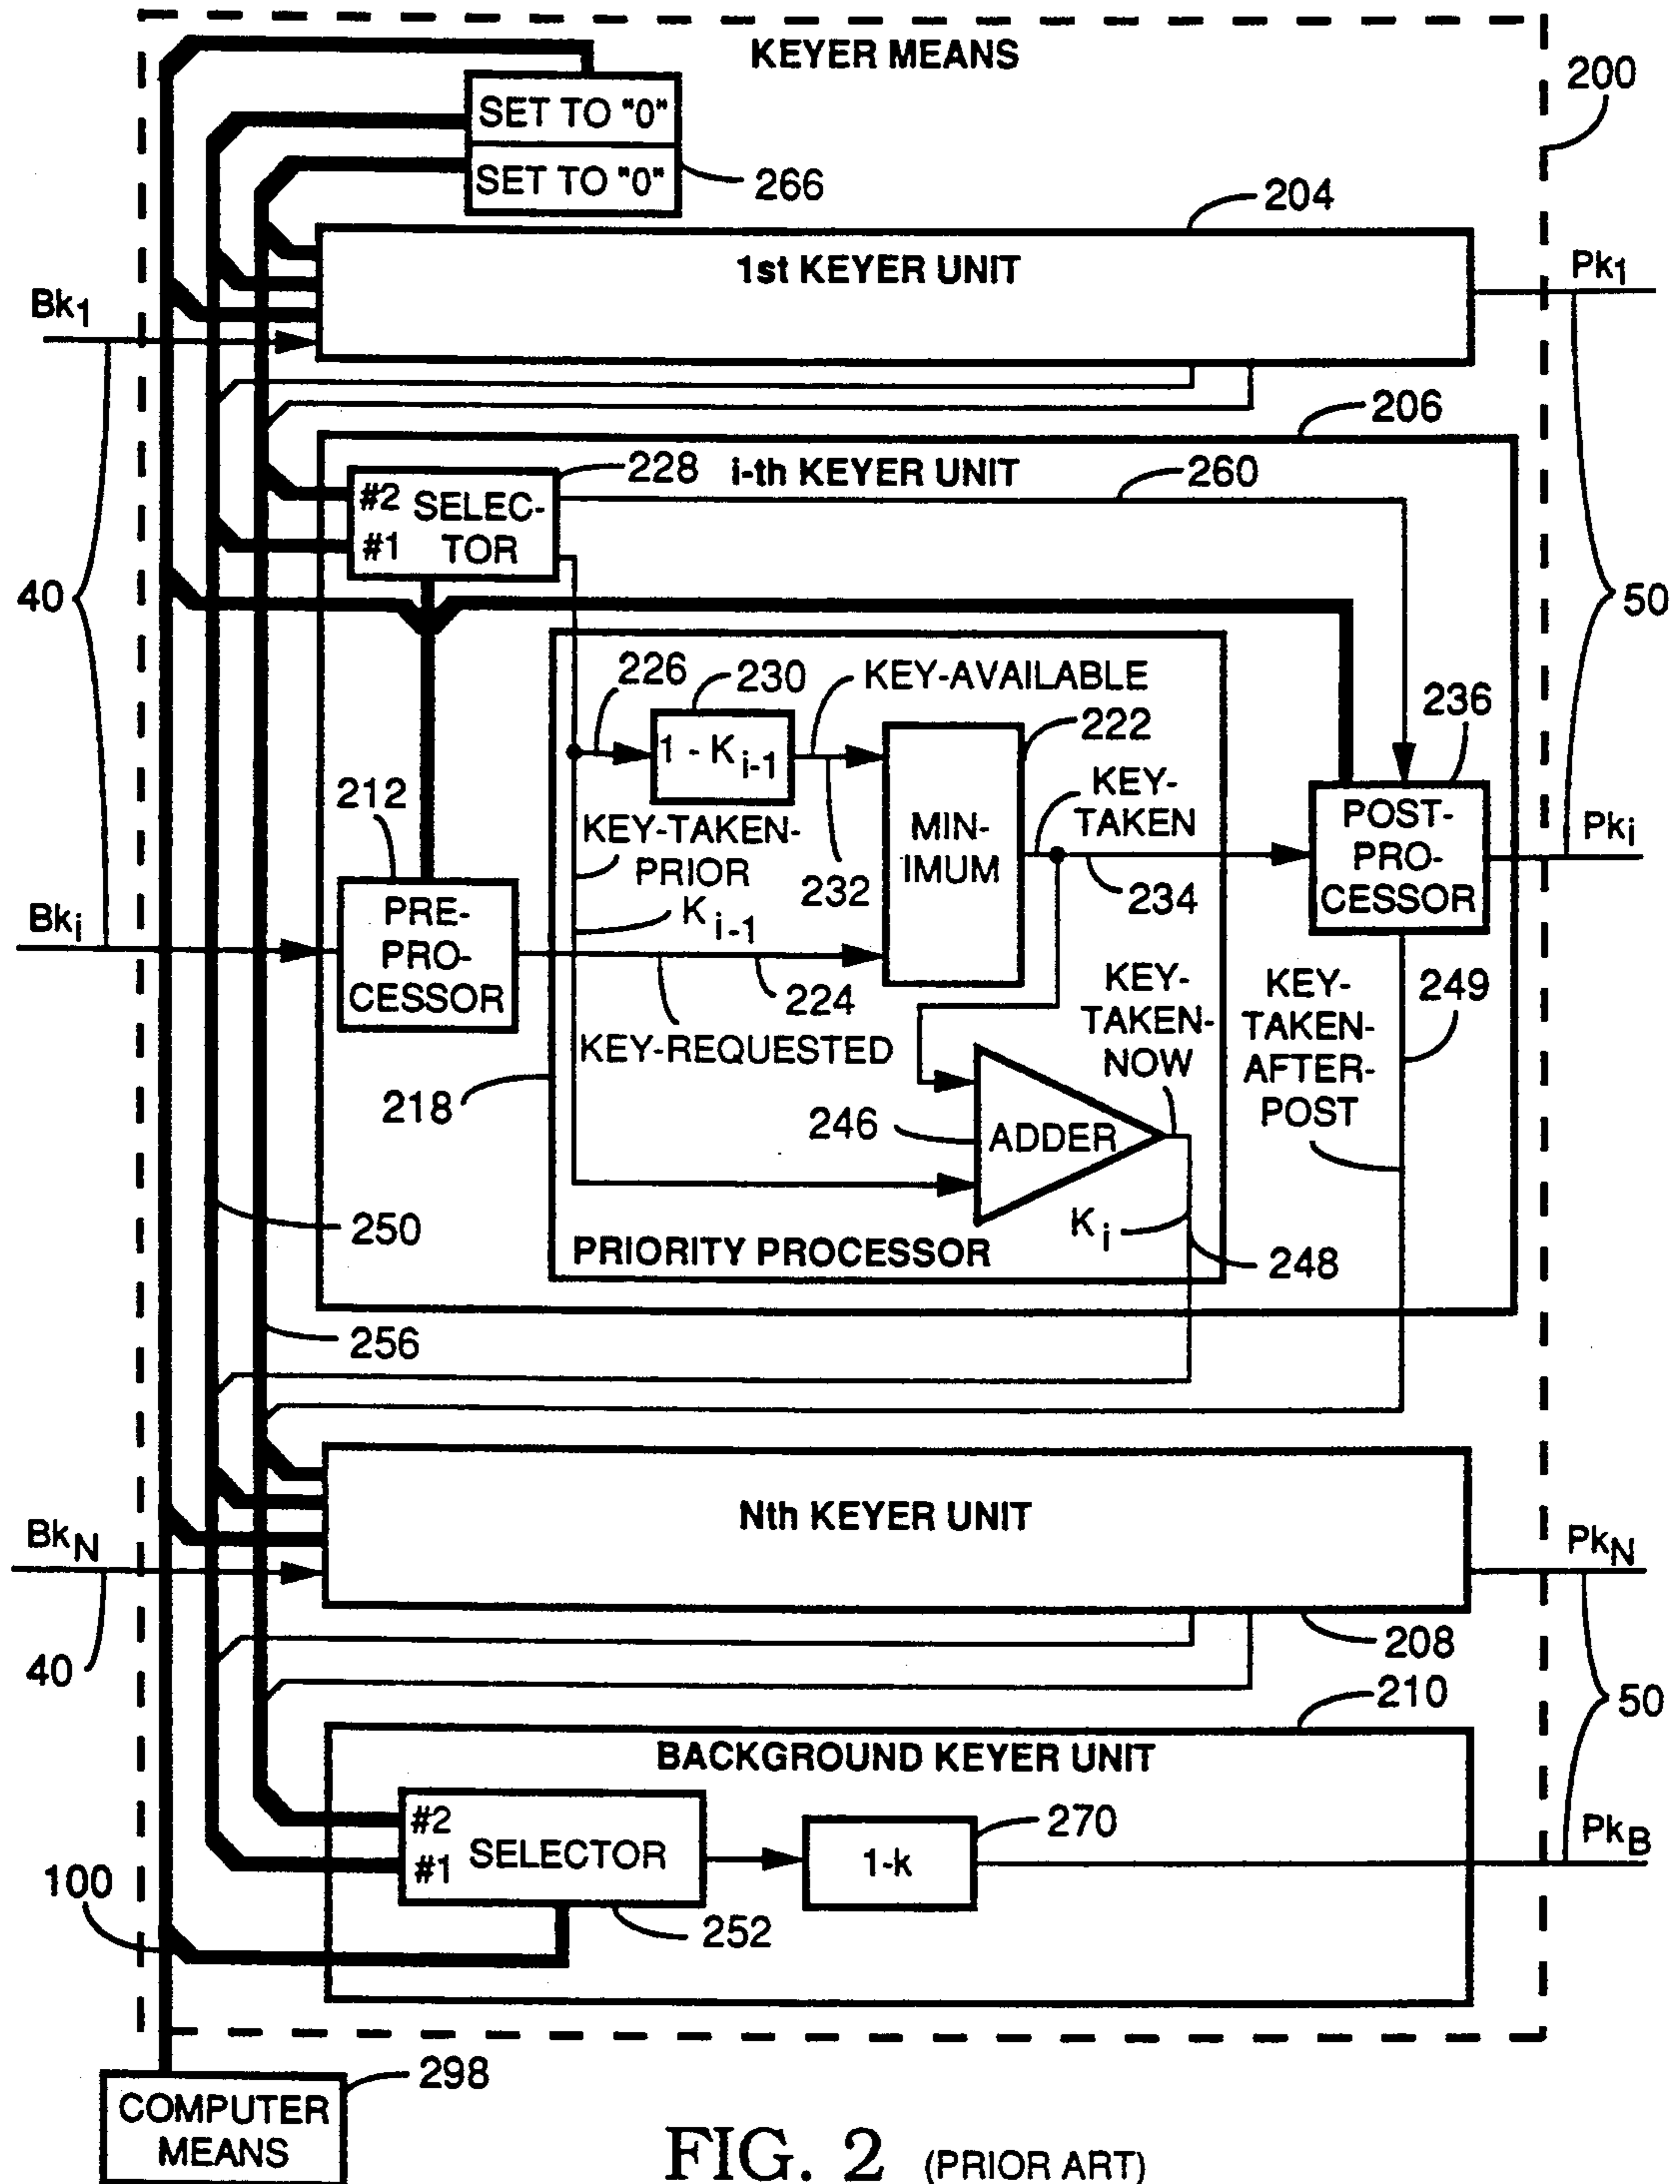 KEYER MEANS
200
SET TO "0"
SET TO "0"
266
204
1st KEYER UNIT
Bk1
Pk1
206
i-th KEYER UNIT
228
260
#2 SELEC-
#1 TOR
40
50
226
230
KEY-AVAILABLE
236
222
1 - Ki-1
212
KEY-
TAKEN
KEY-TAKEN-
PRIOR
MIN-
IMUM
POST-
PRO-
CESSOR
Pki
232
234
Ki-1
Bki
PRE-
PRO-
CESSOR
224
KEY-
TAKEN-
NOW
KEY-
TAKEN-
AFTER-
POST
249
KEY-REQUESTED
218
246
ADDER
Ki
250
PRIORITY PROCESSOR
248
256
Nth KEYER UNIT
BkN
PkN
40
208
210
50
BACKGROUND KEYER UNIT
#2
SELECTOR
#1
270
1-k
PkB
100
252
298
COMPUTER
MEANS
FIG. 2 (PRIOR ART)